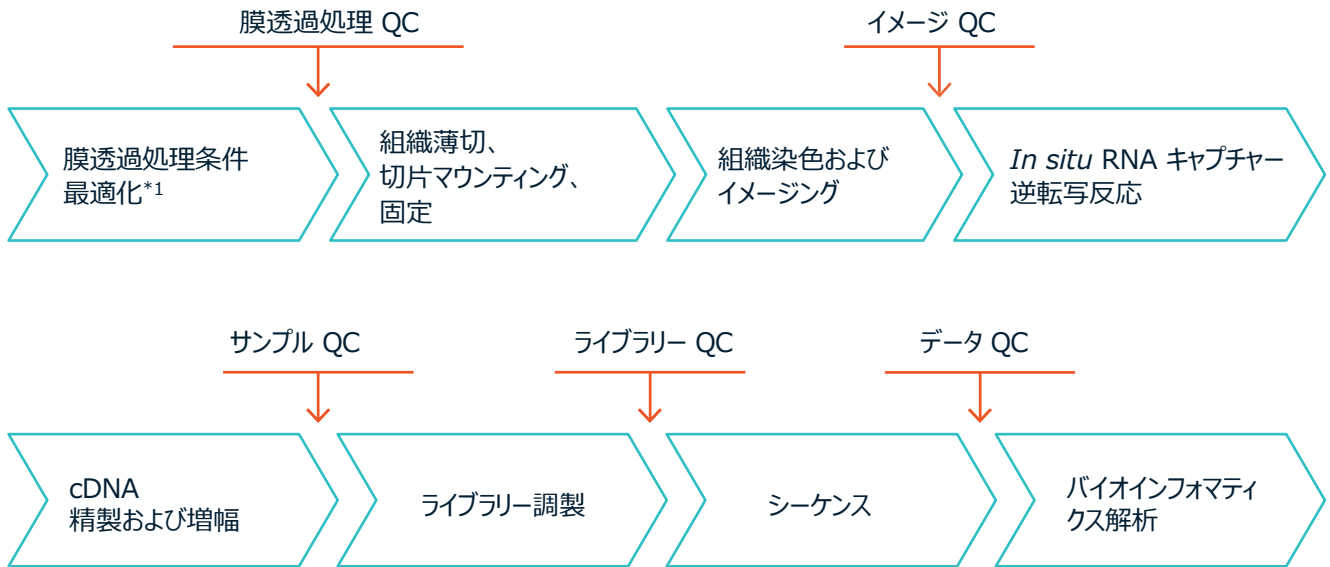 膜透過処理 QC
イメージ QC
膜透過処理条件
最適化*1
組織薄切、
切片マウンティング、
固定
組織染色および
イメージング
In situ RNA キャプチャー
逆転写反応
サンプル QC
ライブラリー QC
データ QC
cDNA
精製および増幅
ライブラリー調製
シーケンス
バイオインフォマティ
クス解析